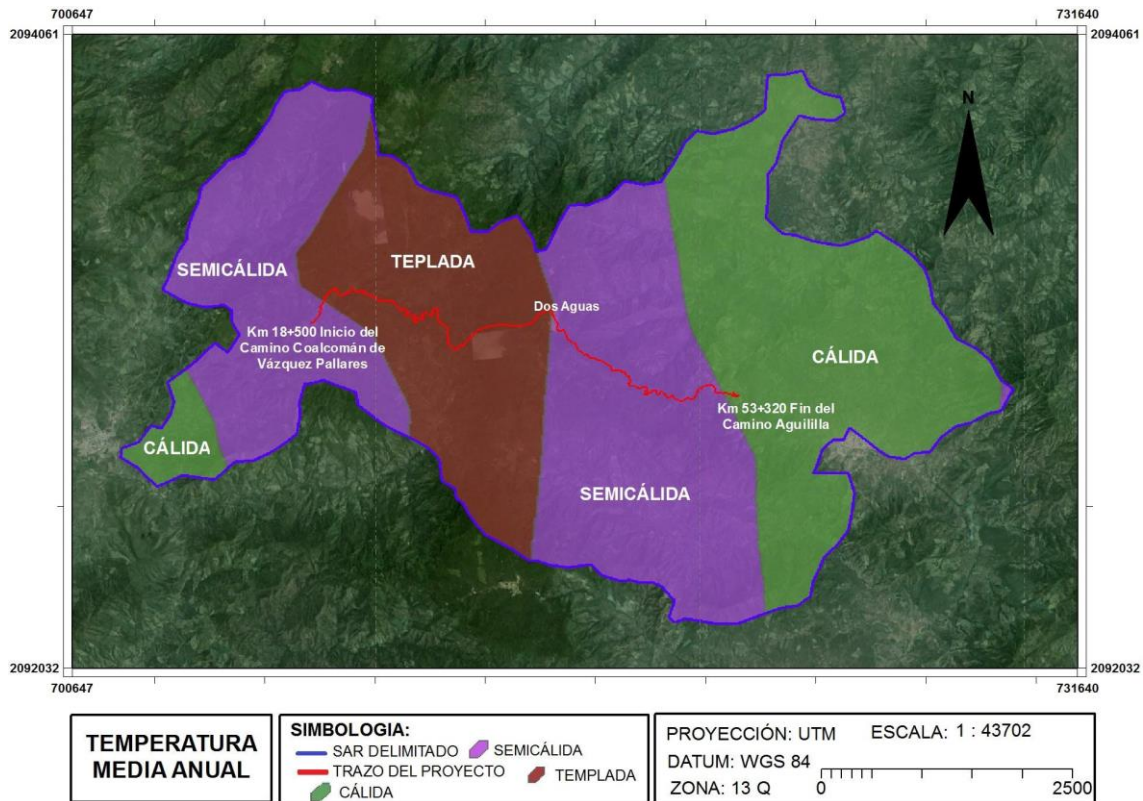 700647
731640
2094061
2094061
N
TEPLADA
SEMICÁLIDA
Dos Aguas
Km 18+500 Inicio del
Camino Coalcomán de
Vázquez Pallares
CÁLIDA
Km 53+320 Fin del
Camino Aguililla
CÁLIDA
SEMICÁLIDA
2092032
2092032
700647
731640
TEMPERATURA
MEDIA ANUAL
SIMBOLOGIA:
SAR DELIMITADO
SEMICÁLIDA
TRAZO DEL PROYECTO
TEMPLADA
CÁLIDA
PROYECCIÓN: UTM
ESCALA: 1 : 43702
DATUM: WGS 84
ZONA: 13 Q
0
2500